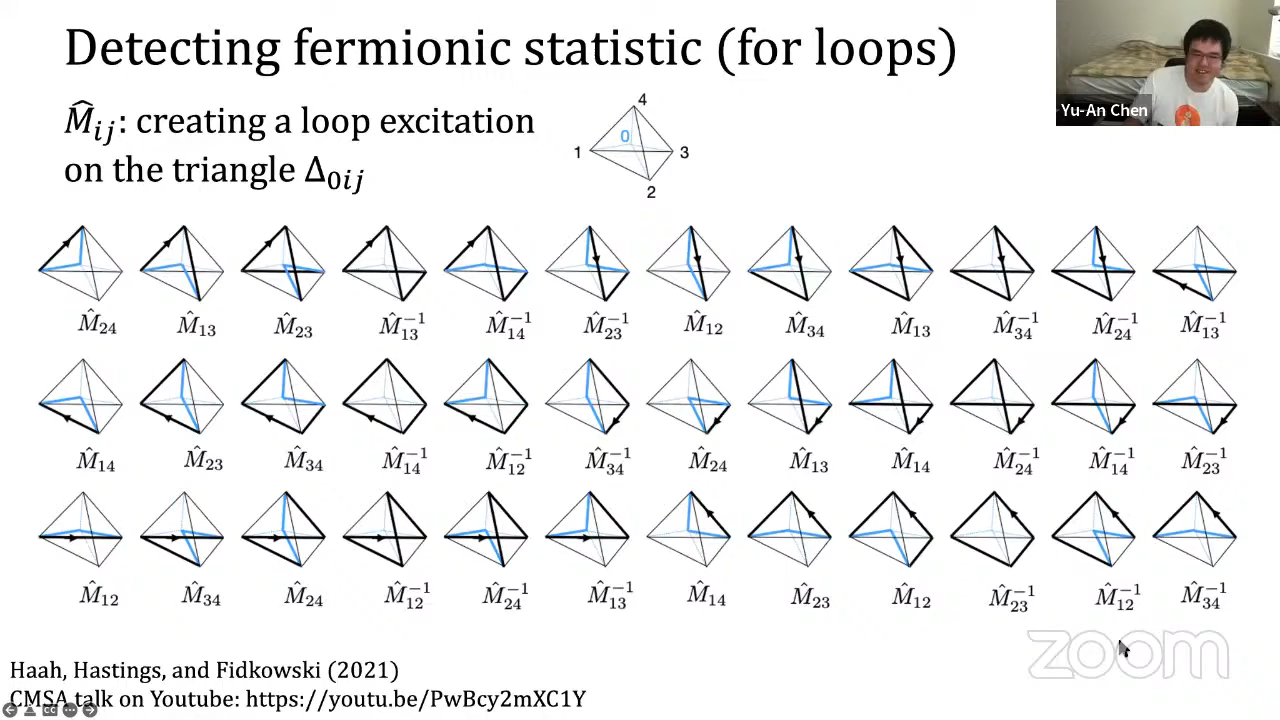 Detecting fermionic statistic (for loops)
Yu-An Chen
M̂_{ij}: creating a loop excitation
on the triangle Δ_{0ij}
4
0
1
3
2
M̂_{24} M̂_{13} M̂_{23} M̂_{13}^{-1} M̂_{14}^{-1} M̂_{23}^{-1} M̂_{12} M̂_{34} M̂_{13} M̂_{34}^{-1} M̂_{24}^{-1} M̂_{13}^{-1}
M̂_{14} M̂_{23} M̂_{34} M̂_{14}^{-1} M̂_{12}^{-1} M̂_{34}^{-1} M̂_{24} M̂_{13} M̂_{14} M̂_{24}^{-1} M̂_{14}^{-1} M̂_{23}^{-1}
M̂_{12} M̂_{34} M̂_{24} M̂_{12}^{-1} M̂_{24}^{-1} M̂_{13}^{-1} M̂_{14} M̂_{23} M̂_{12} M̂_{23}^{-1} M̂_{12}^{-1} M̂_{34}^{-1}
zoom
Haah, Hastings, and Fidkowski (2021)
CMSA talk on Youtube: https://youtu.be/PwBcy2mXC1Y